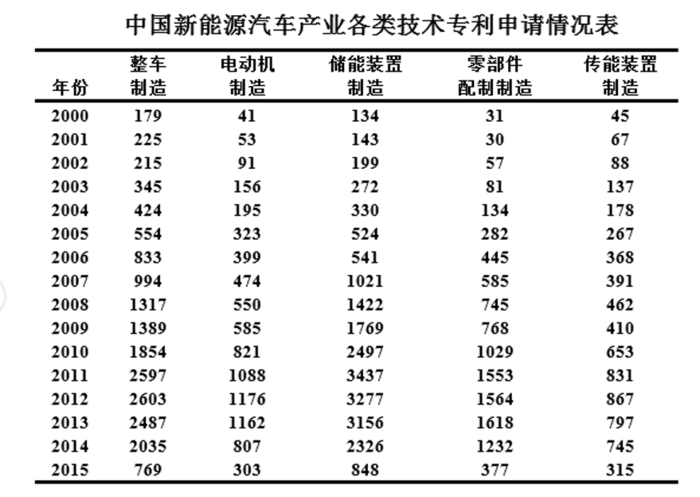 中国新能源汽车产业各类技术专利申请情况表
整车 电动机 储能装置 零部件 传能装置
年份 制造 制造 制造 配制制造 制造
2000 179 41 134 31 45
2001 225 53 143 30 67
2002 215 91 199 57 88
2003 345 156 272 81 137
2004 424 195 330 134 178
2005 554 323 524 282 267
2006 833 399 541 445 368
2007 994 474 1021 585 391
2008 1317 550 1422 745 462
2009 1389 585 1769 768 410
2010 1854 821 2497 1029 653
2011 2597 1088 3437 1553 831
2012 2603 1176 3277 1564 867
2013 2487 1162 3156 1618 797
2014 2035 807 2326 1232 745
2015 769 303 848 377 315